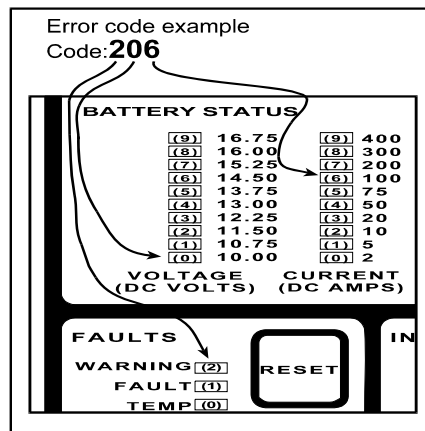 Error code example
Code:206
BATTERY STATUS
(9) 16.75 (9) 400
(8) 16.00 (8) 300
(7) 15.25 (7) 200
(6) 14.50 (6) 100
(5) 13.75 (5) 75
(4) 13.00 (4) 50
(3) 12.25 (3) 20
(2) 11.50 (2) 10
(1) 10.75 (1) 5
(0) 10.00 (0) 2
VOLTAGE CURRENT
(DC VOLTS) (DC AMPS)
FAULTS IN
WARNING (2) RESET
FAULT (1)
TEMP (0)